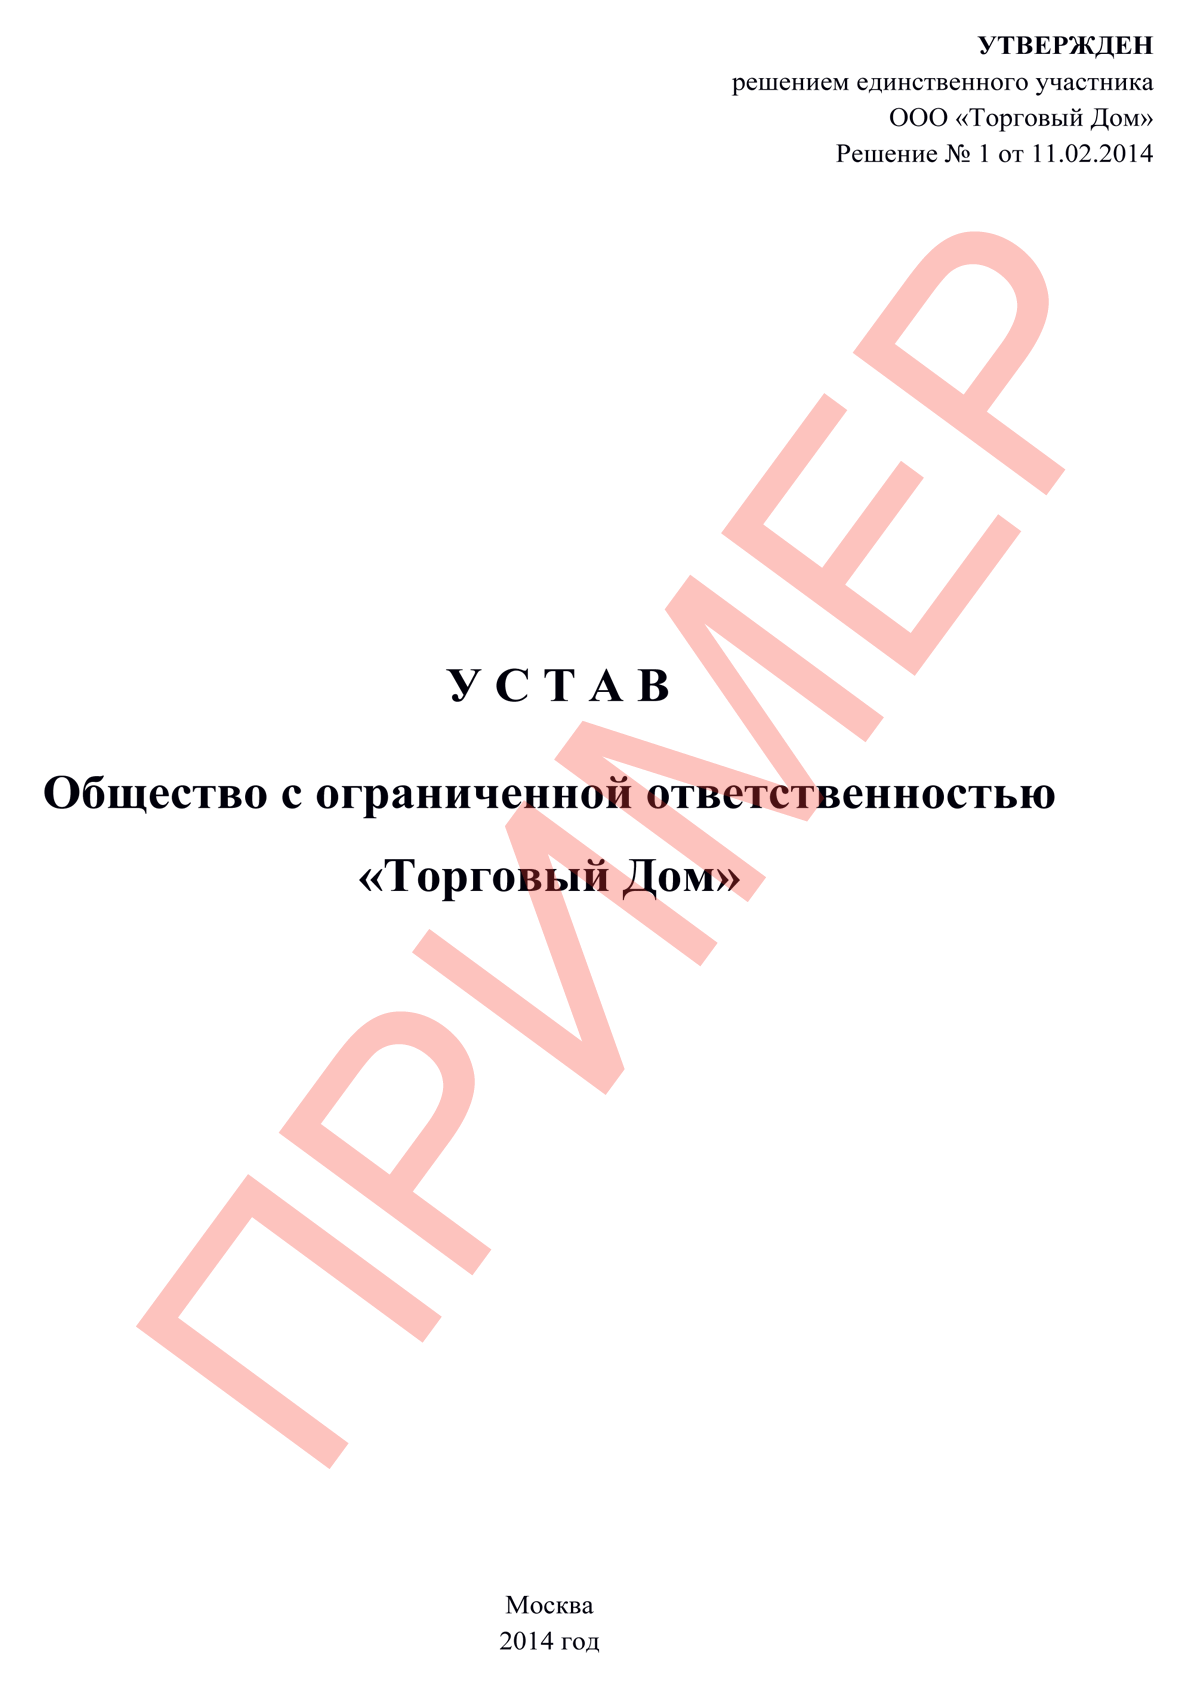 УТВЕРЖДЕН
решением единственного участника
ООО «Торговый Дом»
Решение № 1 от 11.02.2014
У С Т А В
Общество с ограниченной ответственностью
«Торговый Дом»
ПРИМЕР
Москва
2014 год